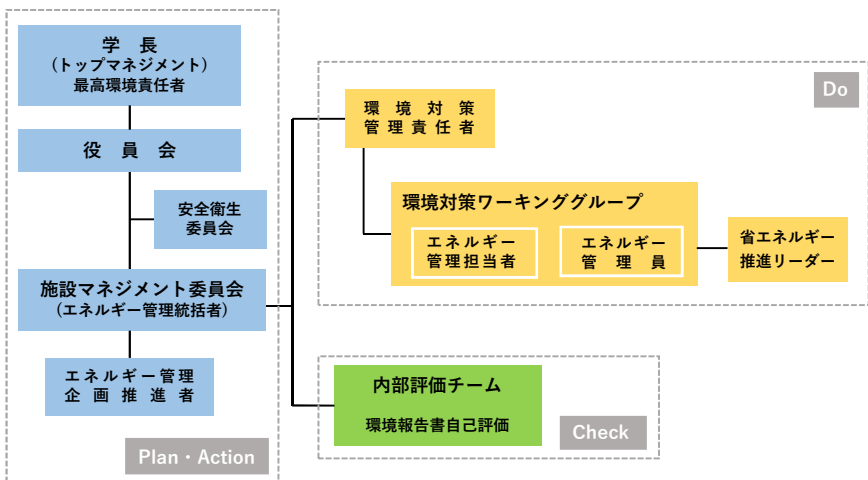 学長
(トップマネジメント)
最高環境責任者
役員会
安全衛生
委員会
施設マネジメント委員会
(エネルギー管理統括者)
エネルギー管理
企画推進者
Plan・Action
Do
環境対策
管理責任者
環境対策ワーキンググループ
エネルギー
管理担当者
エネルギー
管理員
省エネルギー
推進リーダー
内部評価チーム
環境報告書自己評価
Check